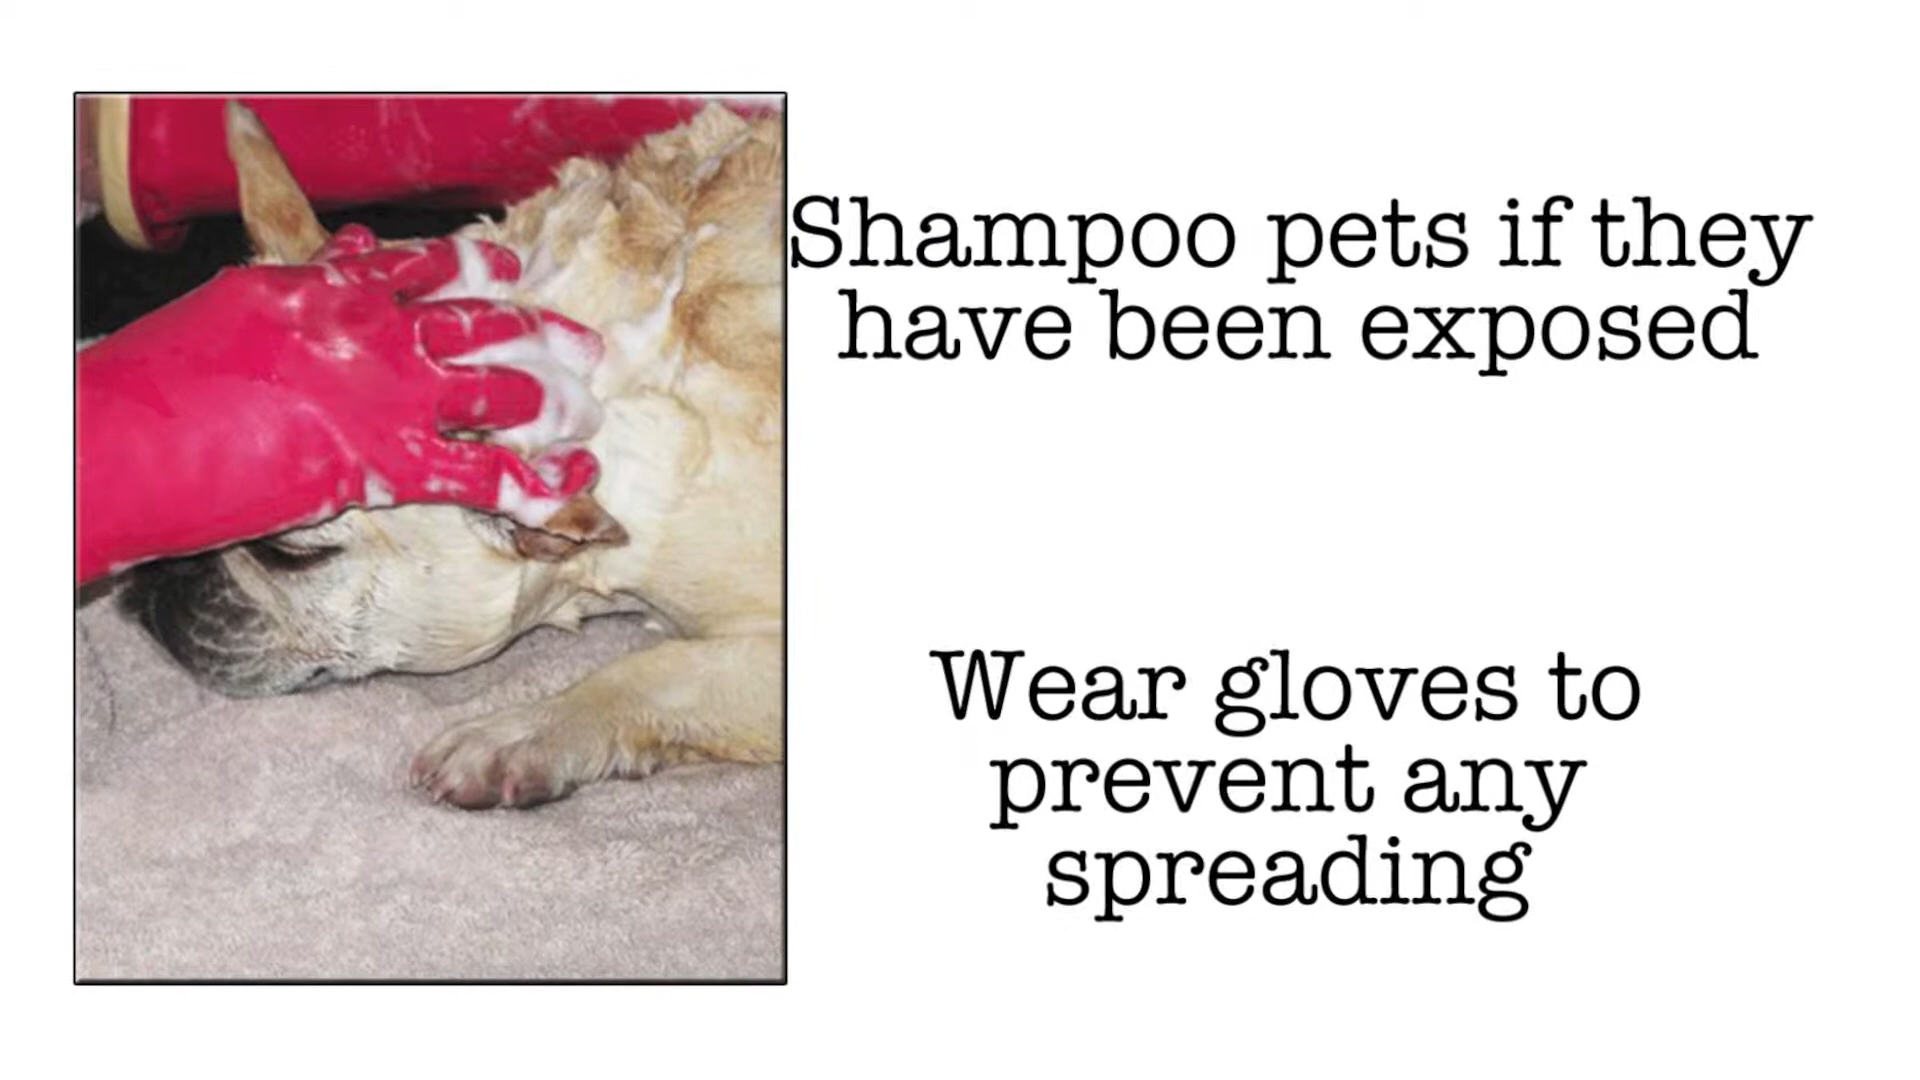 Shampoo pets if they
have been exposed
Wear gloves to
prevent any
spreading